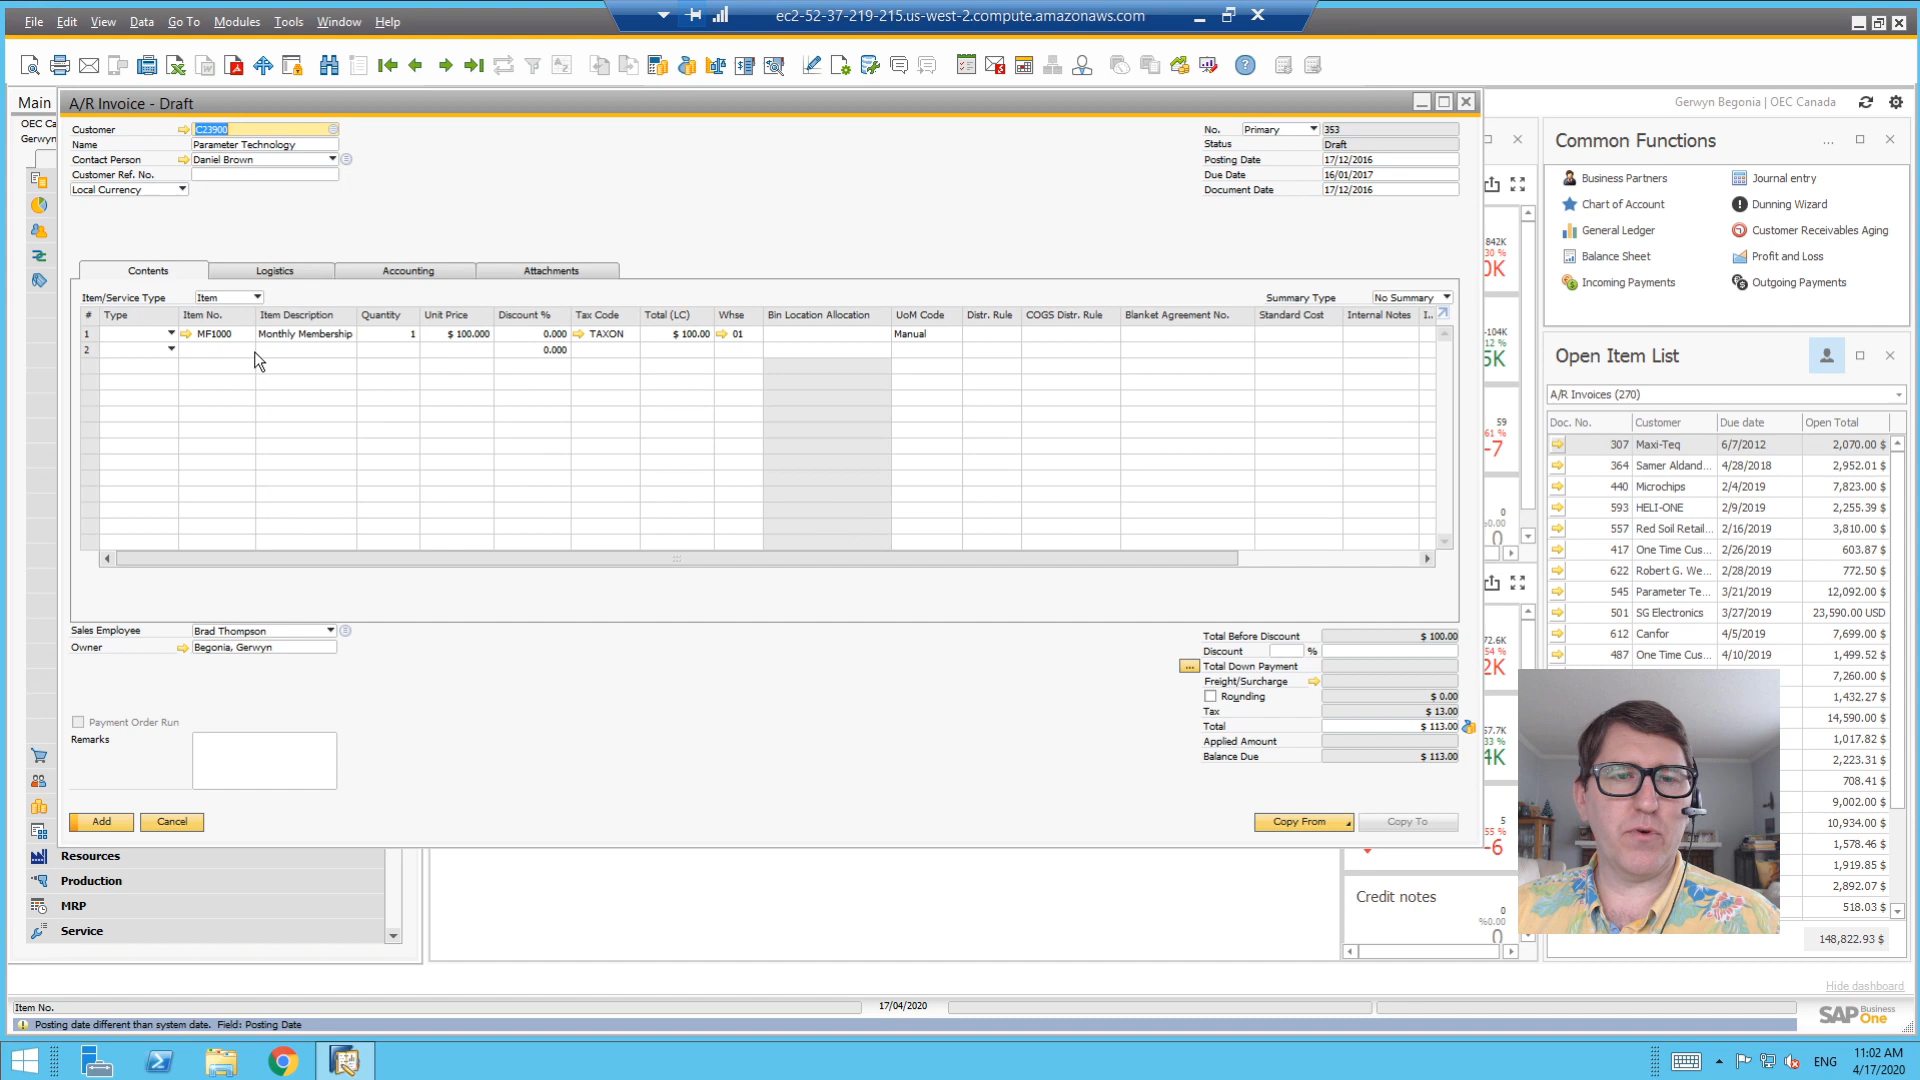 File Edit View Data Go To Modules Tools Window Help
ec2-52-37-219-215.us-west-2.compute.amazonaws.com
Main
OEC Ca
Gerwyn
A/R Invoice - Draft
Gerwyn Begonia | OEC Canada
Customer C23900
Name Parameter Technology
Contact Person Daniel Brown
Customer Ref. No.
Local Currency
No. Primary 353
Status Draft
Posting Date 17/12/2016
Due Date 16/01/2017
Document Date 17/12/2016
Contents Logistics Accounting Attachments
Item/Service Type Item
Summary Type No Summary
# Type Item No. Item Description Quantity Unit Price Discount % Tax Code Total (LC) Whse Bin Location Allocation UoM Code Distr. Rule COGS Distr. Rule Blanket Agreement No. Standard Cost Internal Notes I..
1 MF1000 Monthly Membership 1 $ 100.000 0.000 TAXON $ 100.00 01 Manual
2 0.000
Sales Employee Brad Thompson
Owner Begonia, Gerwyn
Payment Order Run
Remarks
Total Before Discount $ 100.00
Discount %
... Total Down Payment
Freight/Surcharge
Rounding $ 0.00
Tax $ 13.00
Total $ 113.00
Applied Amount
Balance Due $ 113.00
Add Cancel Copy From Copy To
Resources
Production
MRP
Service
842K
30 %
0K
-104K
12 %
5K
59
61 %
-7
0
%0.00
0
72.6K
54 %
2K
57.7K
33 %
4K
5
55 %
-6
Credit notes
0
%0.00
0
Common Functions ...
Business Partners Journal entry
Chart of Account Dunning Wizard
General Ledger Customer Receivables Aging
Balance Sheet Profit and Loss
Incoming Payments Outgoing Payments
Open Item List
A/R Invoices (270)
Doc. No. Customer Due date Open Total
307 Maxi-Teq 6/7/2012 2,070.00 $
364 Samer Aldand... 4/28/2018 2,952.01 $
440 Microchips 2/4/2019 7,823.00 $
593 HELI-ONE 2/9/2019 2,255.39 $
557 Red Soil Retail... 2/16/2019 3,810.00 $
417 One Time Cus... 2/26/2019 603.87 $
622 Robert G. We... 2/28/2019 772.50 $
545 Parameter Te... 3/21/2019 12,092.00 $
501 SG Electronics 3/27/2019 23,590.00 USD
612 Canfor 4/5/2019 7,699.00 $
487 One Time Cus... 4/10/2019 1,499.52 $
7,260.00 $
1,432.27 $
14,590.00 $
1,017.82 $
2,223.31 $
708.41 $
9,002.00 $
10,934.00 $
1,578.46 $
1,919.85 $
2,892.07 $
518.03 $
148,822.93 $
Hide dashboard
Item No. 17/04/2020
Posting date different than system date. Field: Posting Date
SAP Business One
ENG
11:02 AM
4/17/2020